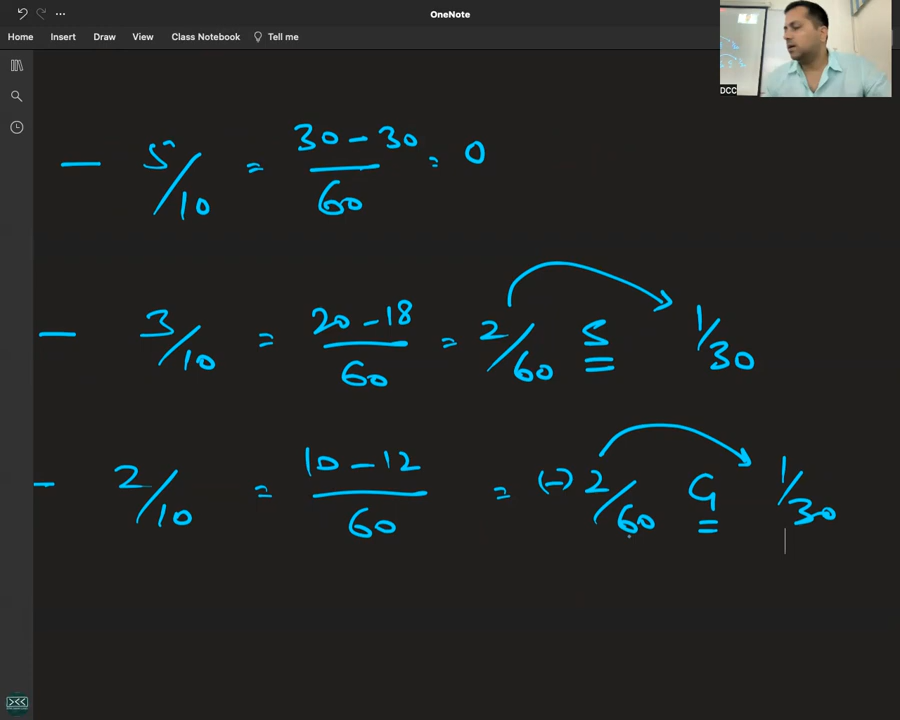 OneNote
Home Insert Draw View Class Notebook Tell me
DCC
— 5/10 = 30 - 30 / 60 = 0
— 3/10 = 20 - 18 / 60 = 2/60 S 1/30
- 2/10 = 10 - 12 / 60 = (-) 2/60 G 1/30